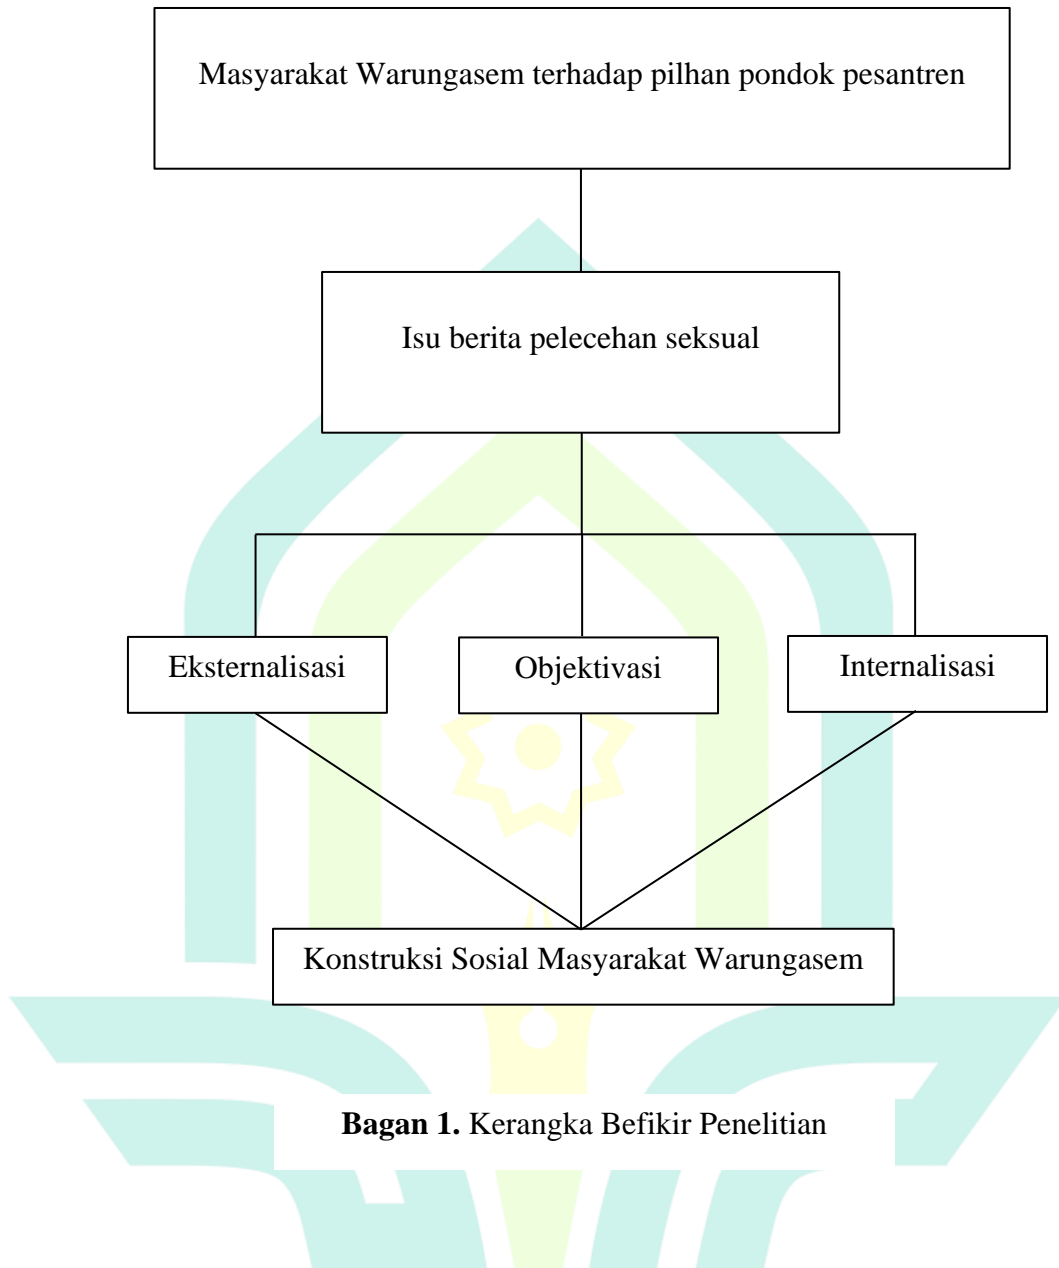 Masyarakat Warungasem terhadap pilhan pondok pesantren
Isu berita pelecehan seksual
Eksternalisasi
Objektivasi
Internalisasi
Konstruksi Sosial Masyarakat Warungasem
Bagan 1. Kerangka Befikir Penelitian